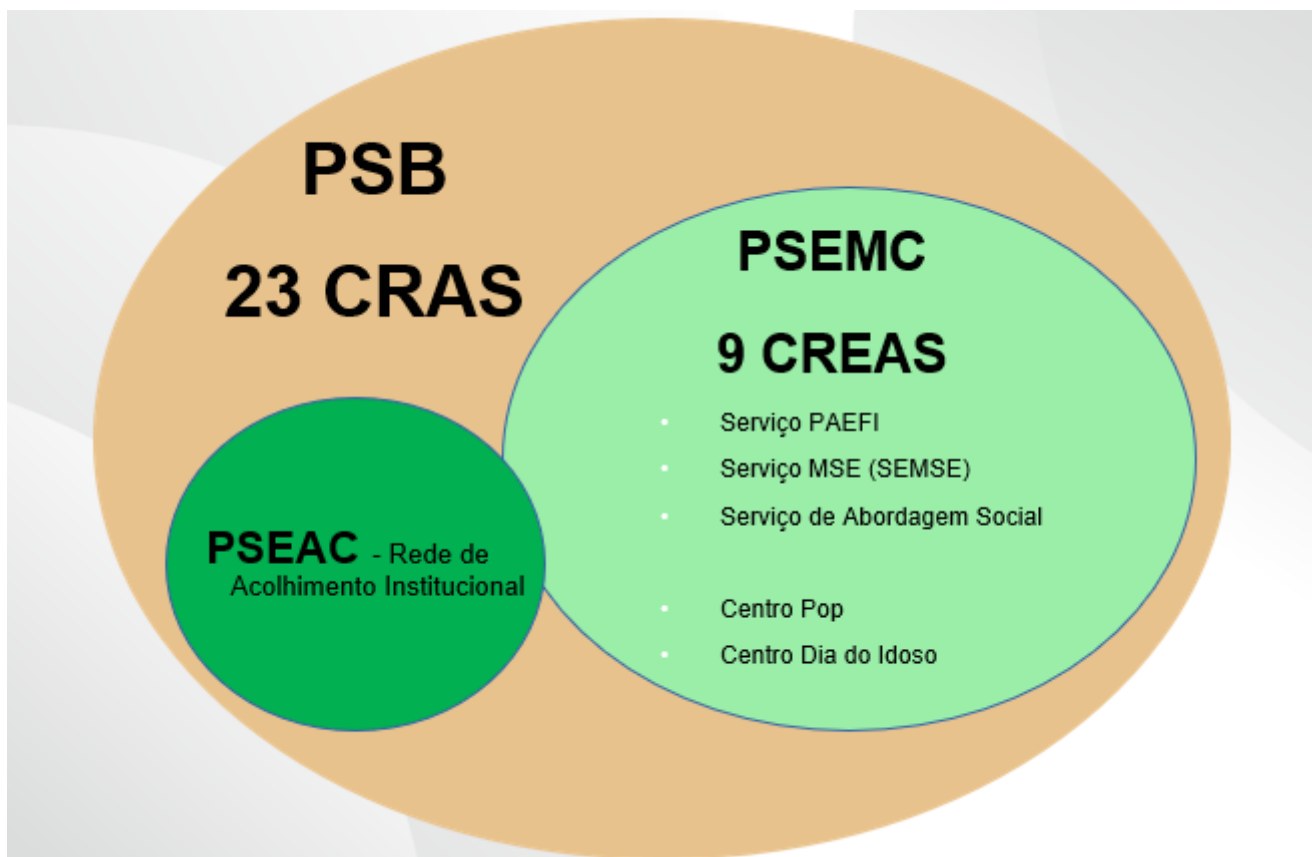 PSB
23 CRAS
PSEMC
9 CREAS
• Serviço PAEFI
• Serviço MSE (SEMSE)
• Serviço de Abordagem Social
• Centro Pop
• Centro Dia do Idoso
PSEAC - Rede de
Acolhimento Institucional